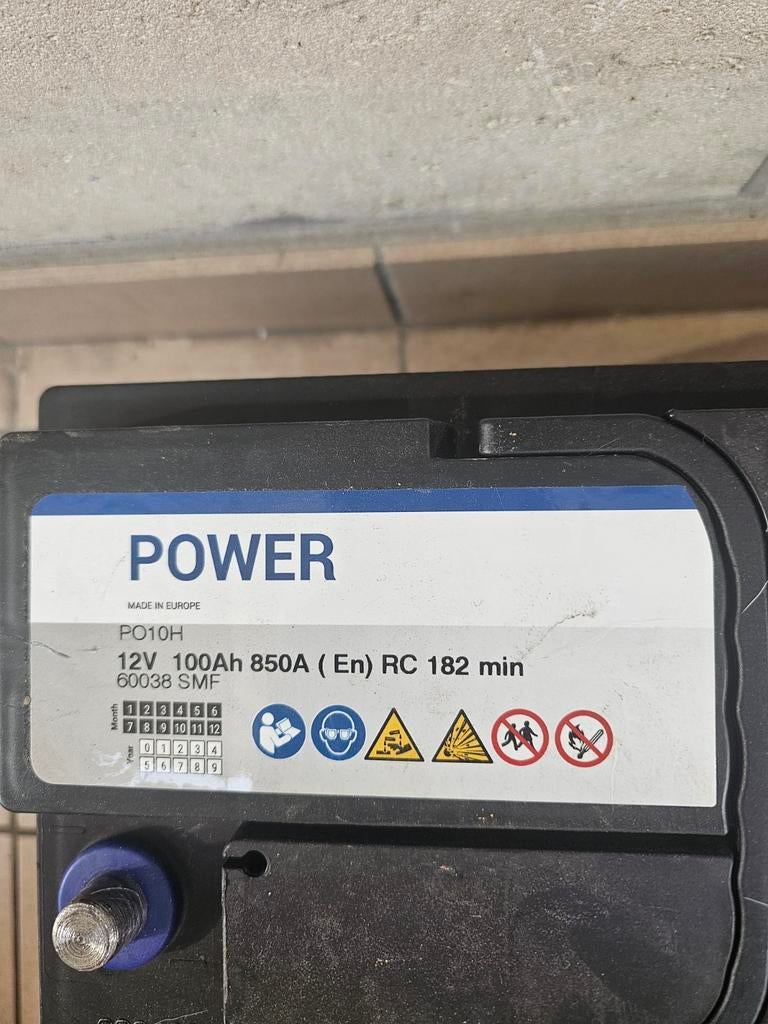 POWER
MADE IN EUROPE
PO10H
12V 100Ah 850A ( En) RC 182 min
60038 SMF
Month
1 2 3 4 5 6
7 8 9 10 11 12
Year
0 1 2 3 4
5 6 7 8 9